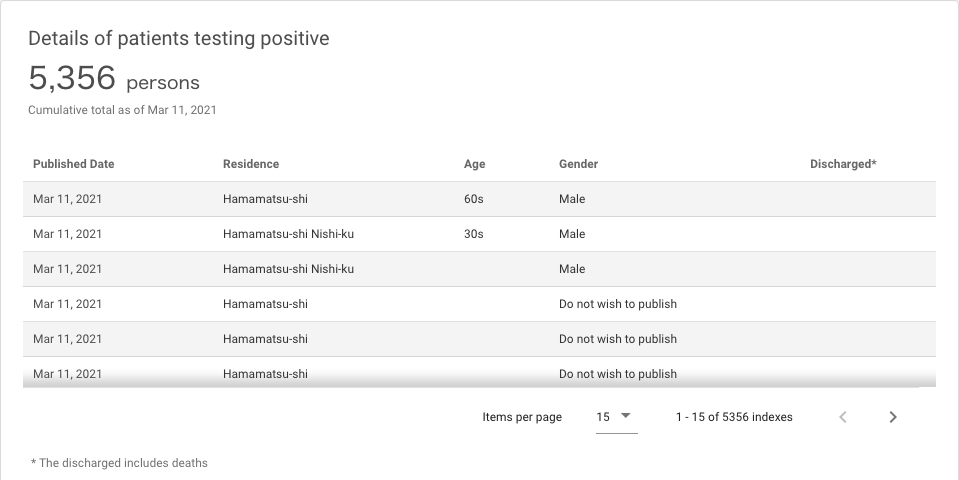 Details of patients testing positive
5,356 persons
Cumulative total as of Mar 11, 2021
Published Date Residence Age Gender Discharged*
Mar 11, 2021 Hamamatsu-shi 60s Male
Mar 11, 2021 Hamamatsu-shi Nishi-ku 30s Male
Mar 11, 2021 Hamamatsu-shi Nishi-ku Male
Mar 11, 2021 Hamamatsu-shi Do not wish to publish
Mar 11, 2021 Hamamatsu-shi Do not wish to publish
Mar 11, 2021 Hamamatsu-shi Do not wish to publish
Items per page 15 1 - 15 of 5356 indexes
* The discharged includes deaths